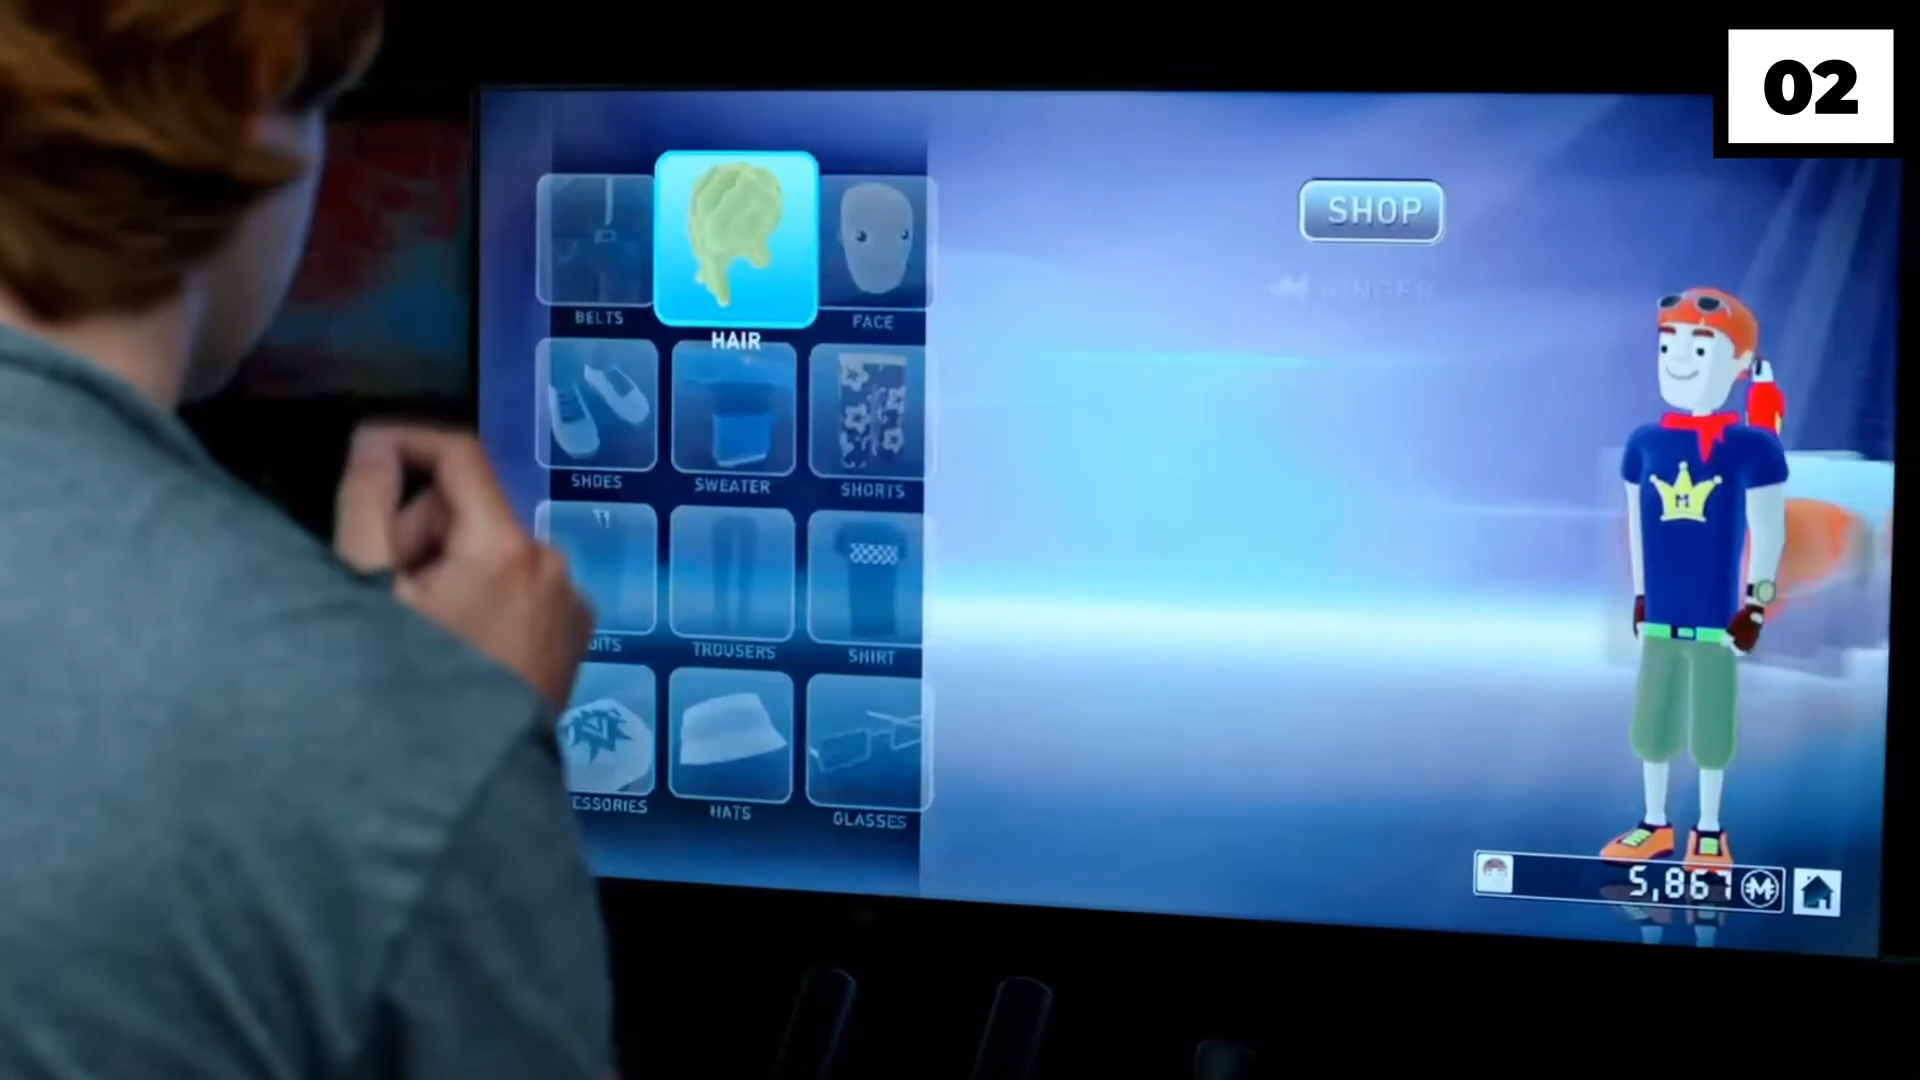 02
SHOP
BELTS
HAIR
FACE
SHOES
SWEATER
SHORTS
TROUSERS
SHIRT
HATS
GLASSES
M
5,867